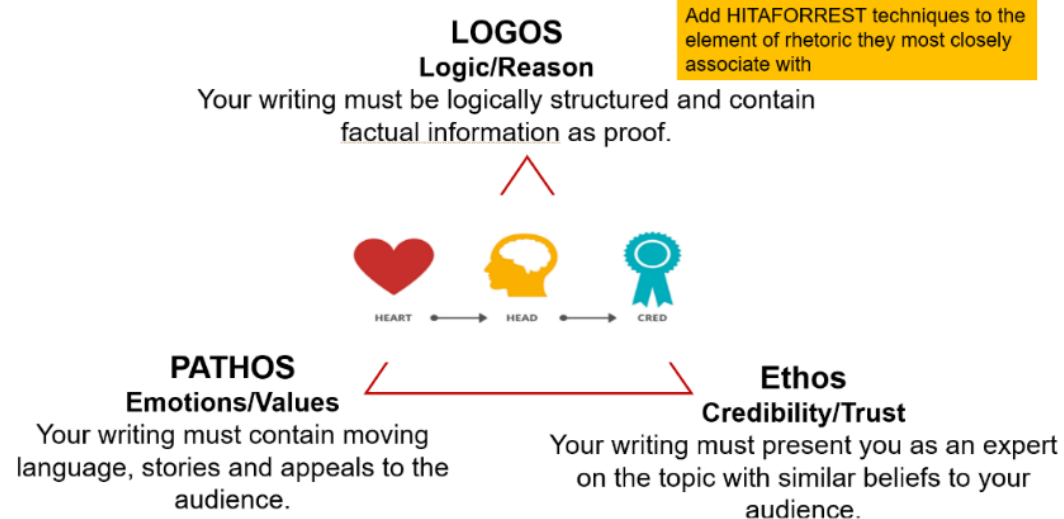 LOGOS
Logic/Reason
Your writing must be logically structured and contain
factual information as proof.
Add HITAFORREST techniques to the
element of rhetoric they most closely
associate with
HEART
HEAD
CRED
PATHOS
Emotions/Values
Your writing must contain moving
language, stories and appeals to the
audience.
Ethos
Credibility/Trust
Your writing must present you as an expert
on the topic with similar beliefs to your
audience.